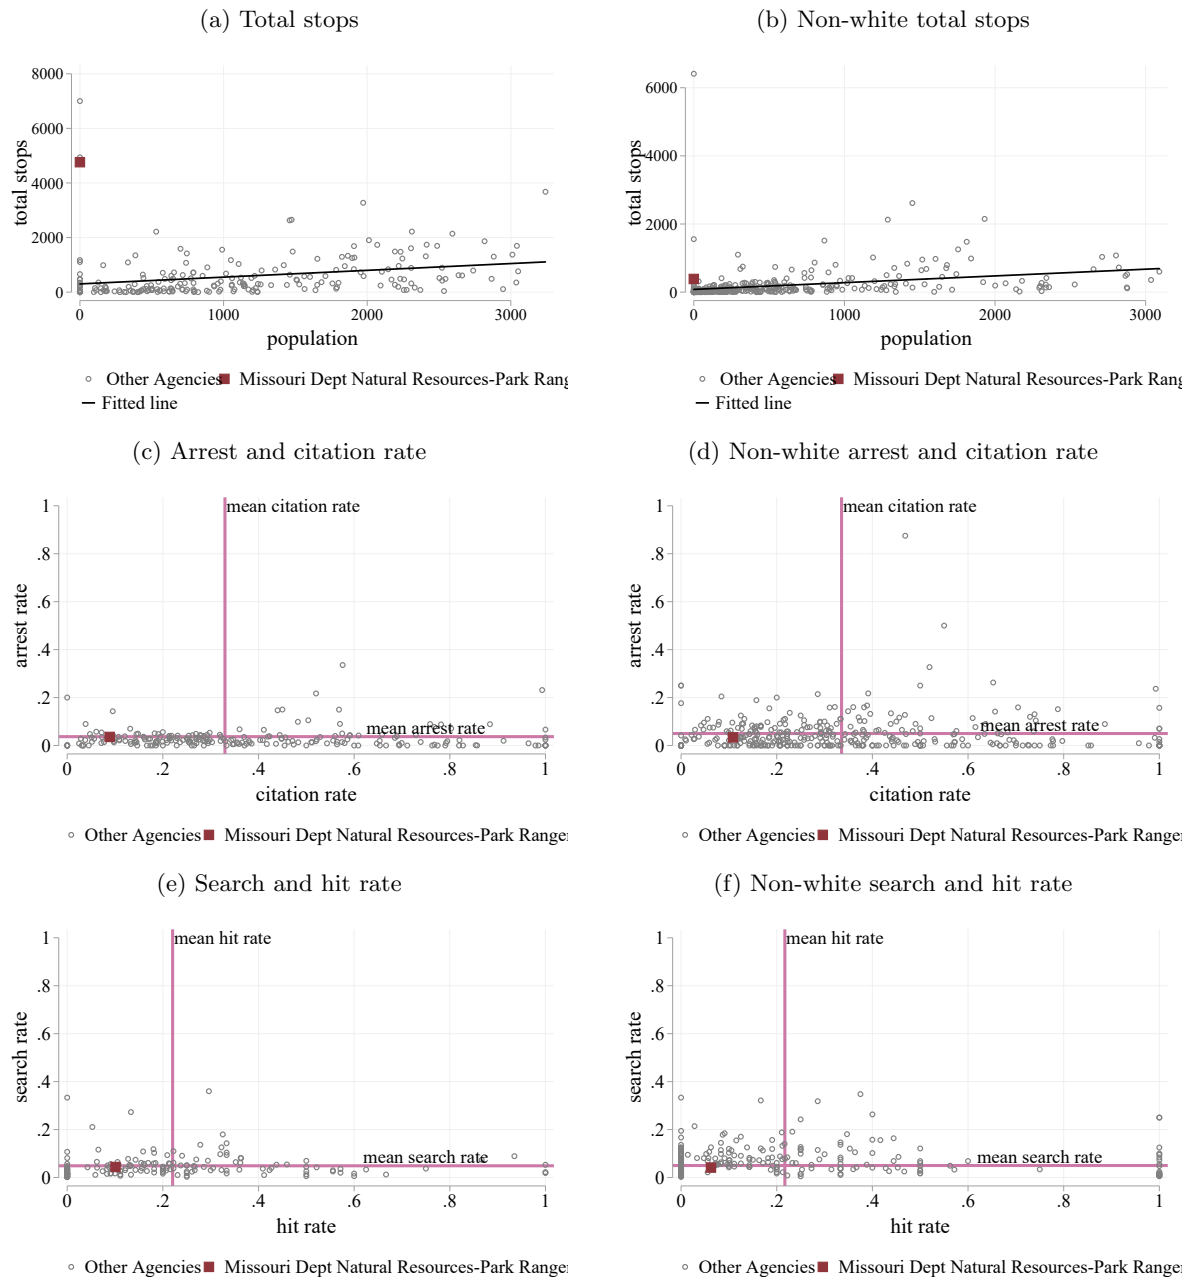 (a) Total stops
total stops
8000
6000
4000
2000
0
0 1000 2000 3000
population
Other Agencies Missouri Dept Natural Resources-Park Rang
Fitted line
(b) Non-white total stops
total stops
6000
4000
2000
0
0 1000 2000 3000
population
Other Agencies Missouri Dept Natural Resources-Park Rang
Fitted line
(c) Arrest and citation rate
arrest rate
1
.8
.6
.4
.2
0
mean citation rate
mean arrest rate
0 .2 .4 .6 .8 1
citation rate
Other Agencies Missouri Dept Natural Resources-Park Ranger
(d) Non-white arrest and citation rate
arrest rate
1
.8
.6
.4
.2
0
mean citation rate
mean arrest rate
0 .2 .4 .6 .8 1
citation rate
Other Agencies Missouri Dept Natural Resources-Park Ranger
(e) Search and hit rate
search rate
1
.8
.6
.4
.2
0
mean hit rate
mean search rate
0 .2 .4 .6 .8 1
hit rate
Other Agencies Missouri Dept Natural Resources-Park Ranger
(f) Non-white search and hit rate
search rate
1
.8
.6
.4
.2
0
mean hit rate
mean search rate
0 .2 .4 .6 .8 1
hit rate
Other Agencies Missouri Dept Natural Resources-Park Ranger